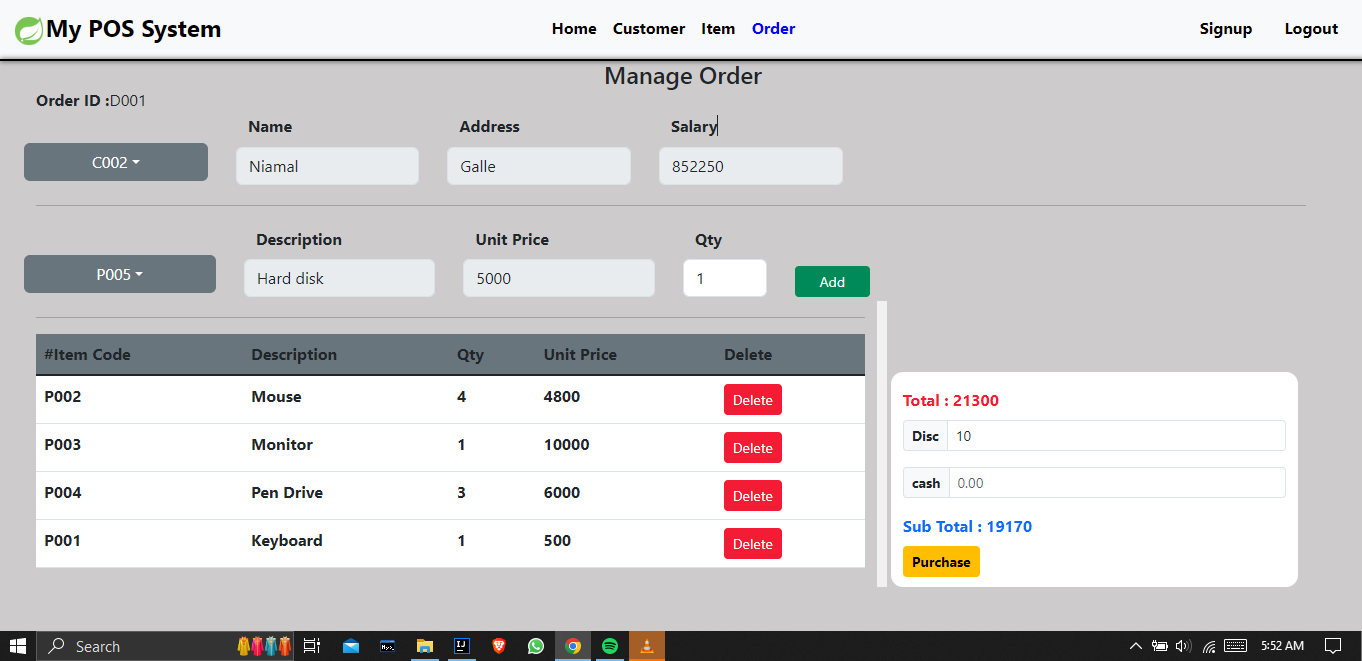 My POS System Home Customer Item Order Signup Logout
Manage Order
Order ID :D001
Name Address Salary
C002 Niamal Galle 852250
Description Unit Price Qty
P005 Hard disk 5000 1 Add
#Item Code Description Qty Unit Price Delete
P002 Mouse 4 4800 Delete
P003 Monitor 1 10000 Delete
P004 Pen Drive 3 6000 Delete
P001 Keyboard 1 500 Delete
Total : 21300
Disc 10
cash 0.00
Sub Total : 19170
Purchase
Search 5:52 AM